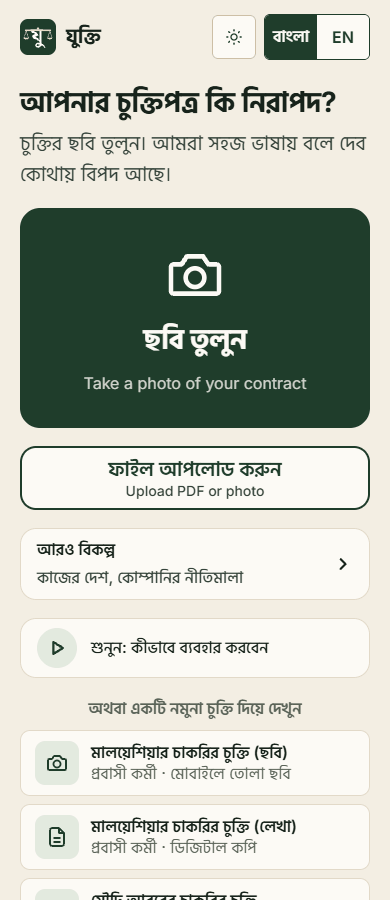 যু
যুক্তি
বাংলা
EN
আপনার চুক্তিপত্র কি নিরাপদ?
চুক্তির ছবি তুলুন। আমরা সহজ ভাষায় বলে দেব
কোথায় বিপদ আছে।
ছবি তুলুন
Take a photo of your contract
ফাইল আপলোড করুন
Upload PDF or photo
আরও বিকল্প
কাজের দেশ, কোম্পানির নীতিমালা
শুনুন: কীভাবে ব্যবহার করবেন
অথবা একটি নমুনা চুক্তি দিয়ে দেখুন
মালয়েশিয়ার চাকরির চুক্তি (ছবি)
প্রবাসী কর্মী · মোবাইলে তোলা ছবি
মালয়েশিয়ার চাকরির চুক্তি (লেখা)
প্রবাসী কর্মী · ডিজিটাল কপি